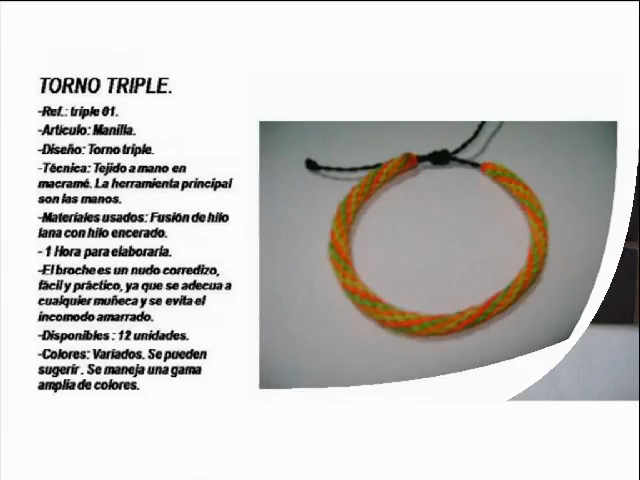 TORNO TRIPLE.
-Ref.: triple 01.
-Artículo: Manilla.
-Diseño: Torno triple.
-Técnica: Tejido a mano en
macramé. La herramienta principal
son las manos.
-Materiales usados: Fusión de hilo
lana con hilo encerado.
- 1 Hora para elaborarla.
-El broche es un nudo corredizo,
fácil y práctico, ya que se adecua a
cualquier muñeca y se evita el
incomodo amarrado.
-Disponibles : 12 unidades.
-Colores: Variados. Se pueden
sugerir . Se maneja una gama
amplia de colores.